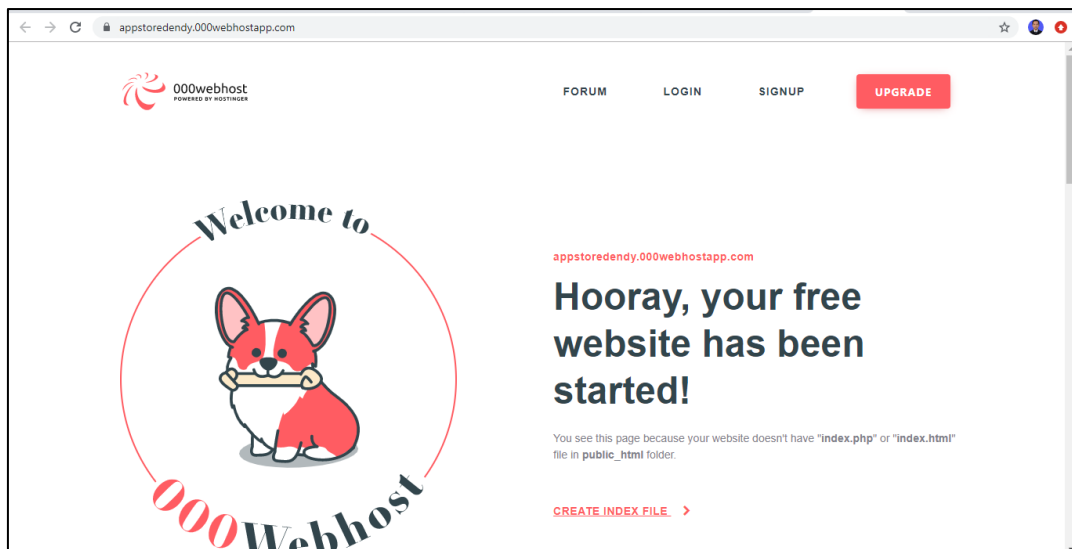 appstoredendy.000webhostapp.com
000webhost
POWERED BY HOSTINGER
FORUM
LOGIN
SIGNUP
UPGRADE
Welcome to
000Webhost
appstoredendy.000webhostapp.com
Hooray, your free
website has been
started!
You see this page because your website doesn't have "index.php" or "index.html"
file in public_html folder.
CREATE INDEX FILE